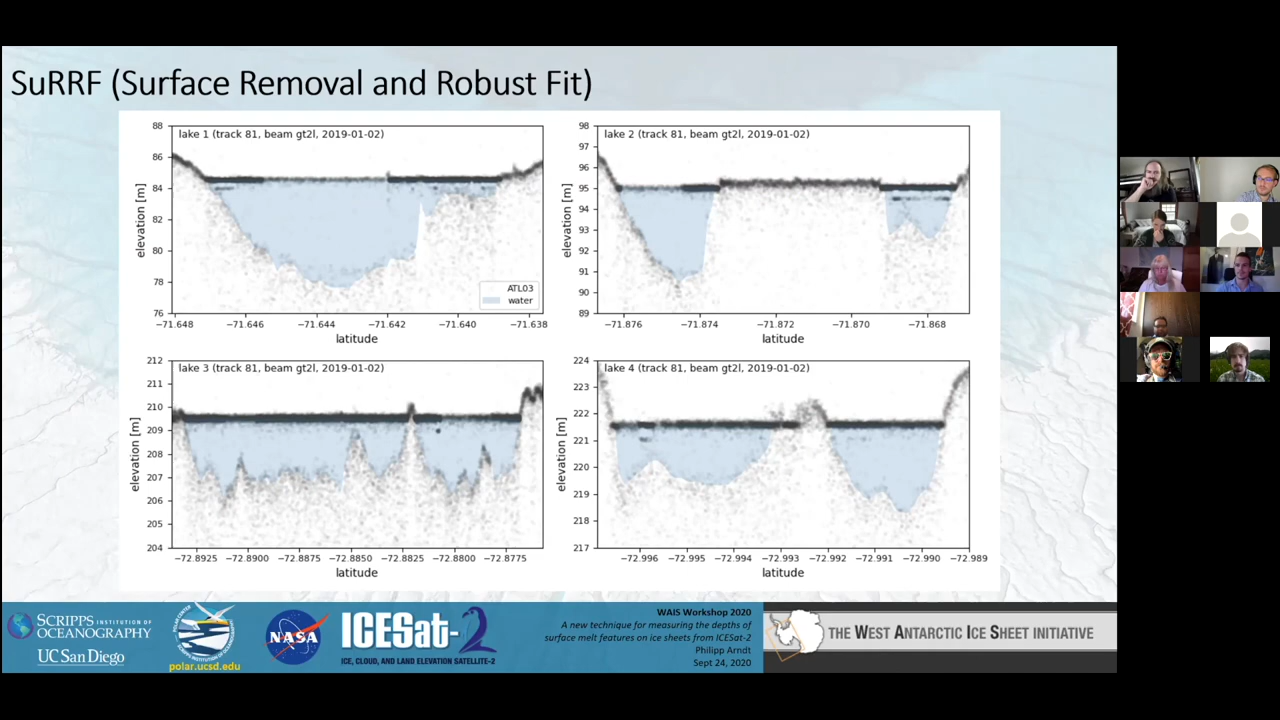 SuRRF (Surface Removal and Robust Fit)
lake 1 (track 81, beam gt2l, 2019-01-02)
88
86
84
82
80
78
76
elevation [m]
ATL03
water
−71.648 −71.646 −71.644 −71.642 −71.640 −71.638
latitude
lake 2 (track 81, beam gt2l, 2019-01-02)
98
97
96
95
94
93
92
91
90
89
elevation [m]
−71.876 −71.874 −71.872 −71.870 −71.868
latitude
lake 3 (track 81, beam gt2l, 2019-01-02)
212
211
210
209
208
207
206
205
204
elevation [m]
−72.8925 −72.8900 −72.8875 −72.8850 −72.8825 −72.8800 −72.8775
latitude
lake 4 (track 81, beam gt2l, 2019-01-02)
224
223
222
221
220
219
218
217
elevation [m]
−72.996 −72.995 −72.994 −72.993 −72.992 −72.991 −72.990 −72.989
latitude
SCRIPPS INSTITUTION OF
OCEANOGRAPHY
UC San Diego
polar.ucsd.edu
NASA
ICESat-2
ICE, CLOUD, AND LAND ELEVATION SATELLITE-2
WAIS Workshop 2020
A new technique for measuring the depths of
surface melt features on ice sheets from ICESat-2
Philipp Arndt
Sept 24, 2020
THE WEST ANTARCTIC ICE SHEET INITIATIVE